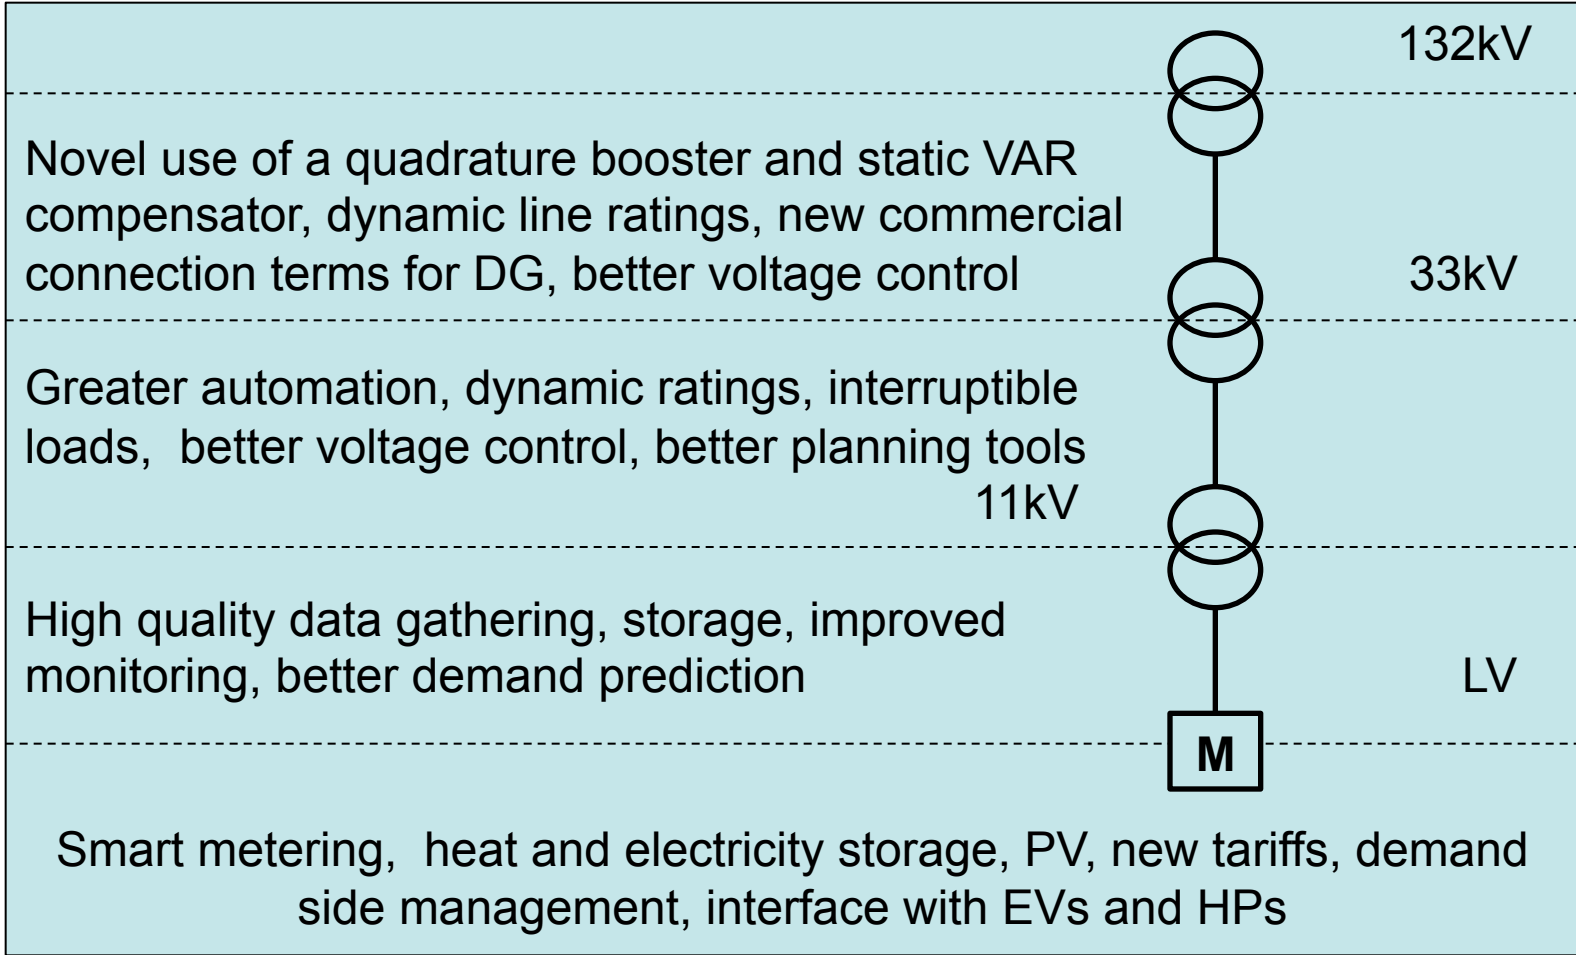 132kV
Novel use of a quadrature booster and static VAR
compensator, dynamic line ratings, new commercial
connection terms for DG, better voltage control
33kV
Greater automation, dynamic ratings, interruptible
loads,  better voltage control, better planning tools
11kV
High quality data gathering, storage, improved
monitoring, better demand prediction
LV
M
Smart metering,  heat and electricity storage, PV, new tariffs, demand
side management, interface with EVs and HPs